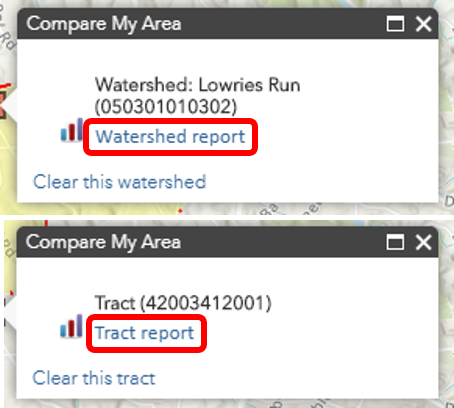 Compare My Area
Watershed: Lowries Run
(050301010302)
Watershed report
Clear this watershed
Compare My Area
Tract (42003412001)
Tract report
Clear this tract